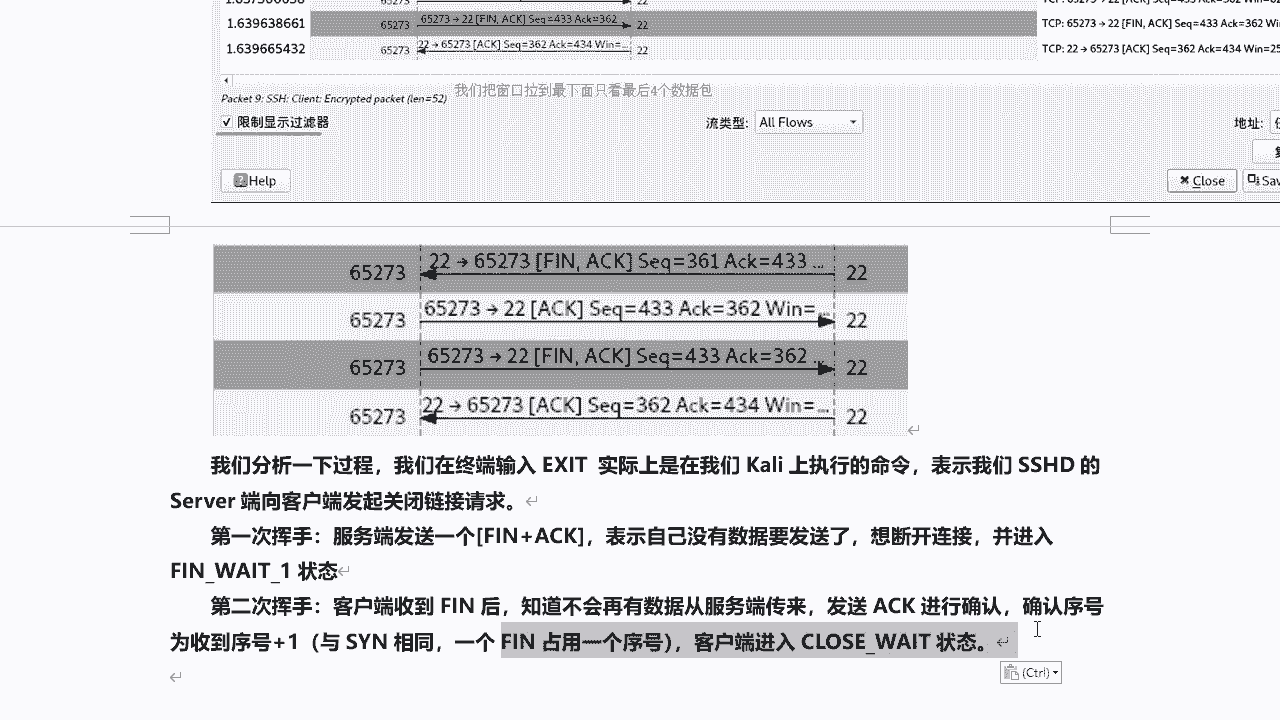 65273
22
1.639638661
65273
65273 → 22 [FIN, ACK] Seq=433 Ack=362
22
TCP: 65273 → 22 [FIN, ACK] Seq=433 Ack=362 Wi
1.639665432
65273
22 → 65273 [ACK] Seq=362 Ack=434 Win=...
22
TCP: 22 → 65273 [ACK] Seq=362 Ack=434 Win=25
我们把窗口拉到最下面只看最后4个数据包
Packet 9: SSH: Client: Encrypted packet (len=52)
限制显示过滤器
流类型:
All Flows
地址:
Help
Close
Sav
65273
22 → 65273 [FIN, ACK] Seq=361 Ack=433 ...
22
65273
65273 → 22 [ACK] Seq=433 Ack=362 Win=...
22
65273
65273 → 22 [FIN, ACK] Seq=433 Ack=362 ...
22
65273
22 → 65273 [ACK] Seq=362 Ack=434 Win=...
22
我们分析一下过程，我们在终端输入 EXIT 实际上是在我们 Kali 上执行的命令，表示我们 SSHD 的
Server 端向客户端发起关闭链接请求。
第一次挥手：服务端发送一个[FIN+ACK]，表示自己没有数据要发送了，想断开连接，并进入
FIN_WAIT_1 状态
第二次挥手：客户端收到 FIN 后，知道不会再有数据从服务端传来，发送 ACK 进行确认，确认序号
为收到序号+1（与 SYN 相同，一个 FIN 占用一个序号），客户端进入 CLOSE_WAIT 状态。
(Ctrl)